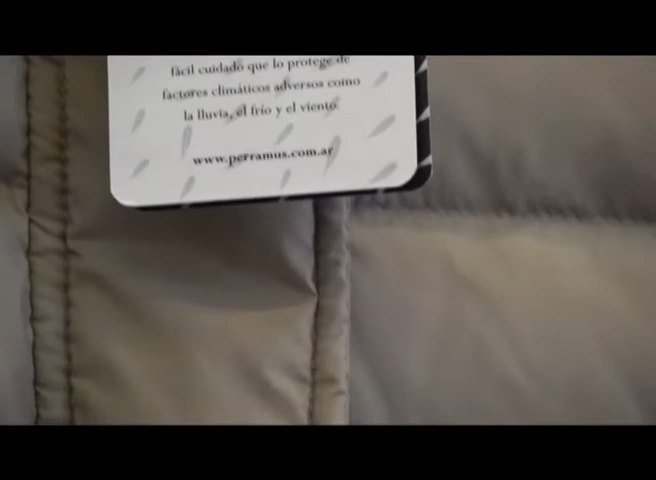 fácil cuidado que lo protege de
factores climáticos adversos como
la lluvia, el frío y el viento.
www.perramus.com.ar